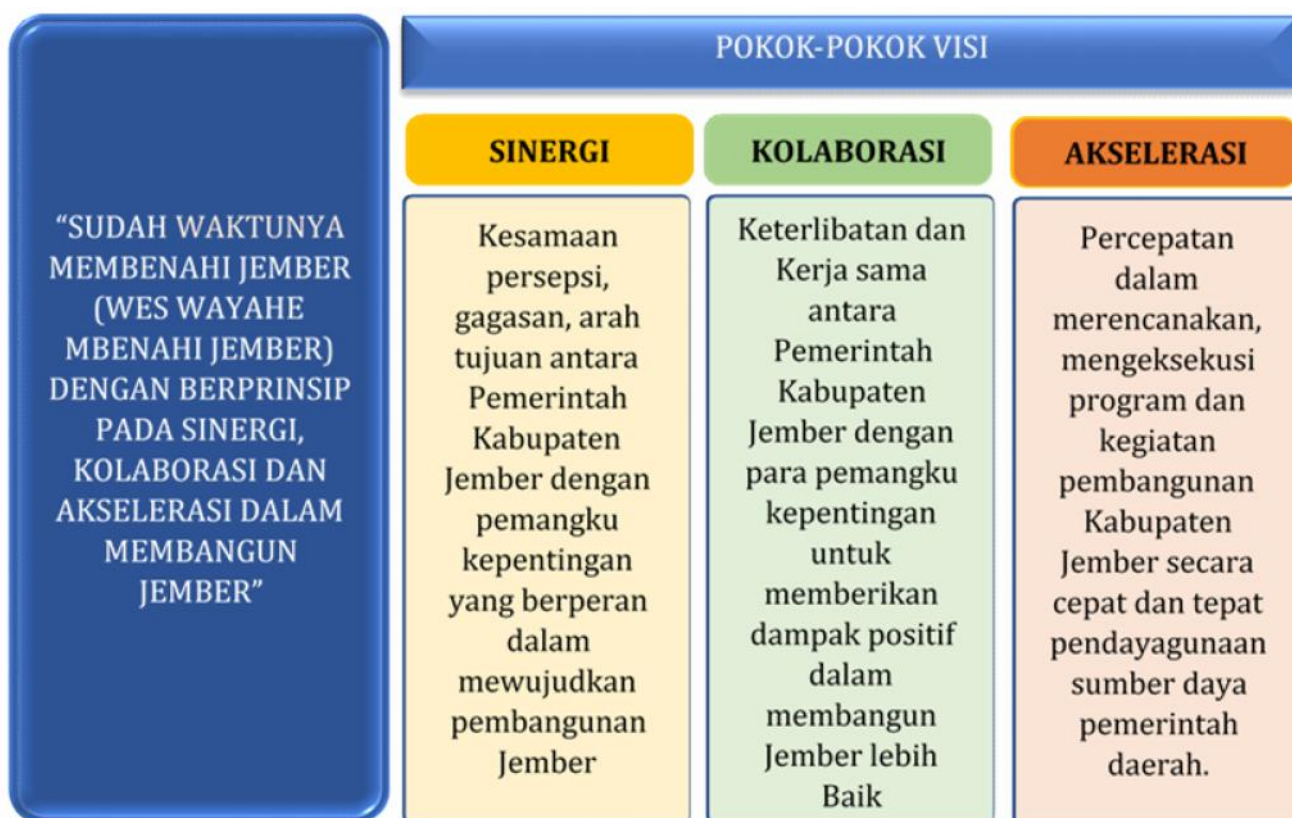 “SUDAH WAKTUNYA
MEMBENAHI JEMBER
(WES WAYAHE
MBENAHI JEMBER)
DENGAN BERPRINSIP
PADA SINERGI,
KOLABORASI DAN
AKSELERASI DALAM
MEMBANGUN
JEMBER”
POKOK-POKOK VISI
SINERGI
Kesamaan
persepsi,
gagasan, arah
tujuan antara
Pemerintah
Kabupaten
Jember dengan
pemangku
kepentingan
yang berperan
dalam
mewujudkan
pembangunan
Jember
KOLABORASI
Keterlibatan dan
Kerja sama
antara
Pemerintah
Kabupaten
Jember dengan
para pemangku
kepentingan
untuk
memberikan
dampak positif
dalam
membangun
Jember lebih
Baik
AKSELERASI
Percepatan
dalam
merencanakan,
mengeksekusi
program dan
kegiatan
pembangunan
Kabupaten
Jember secara
cepat dan tepat
pendayagunaan
sumber daya
pemerintah
daerah.